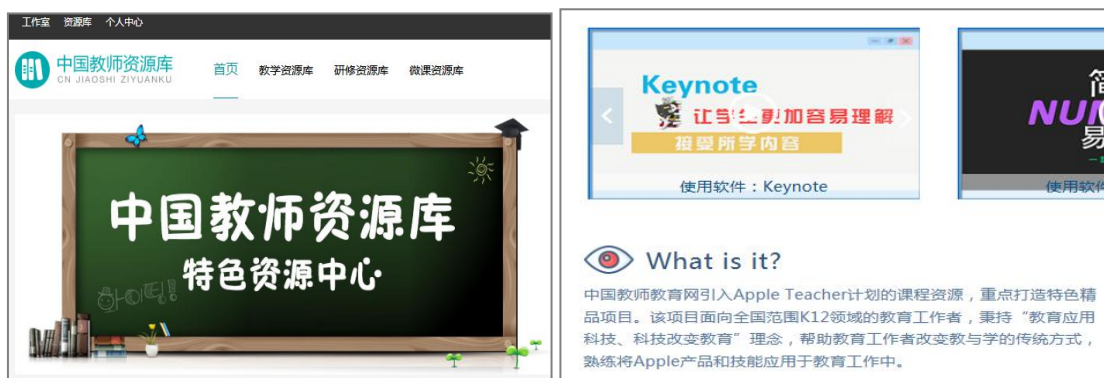 工作室 资源库 个人中心
中国教师资源库
CN JIAOSHI ZIYUANKU
首页 教学资源库 研修资源库 微课资源库
中国教师资源库
特色资源中心
Keynote
让学生更加容易理解
接受所学内容
使用软件：Keynote
简
易
使用软件
What is it?
中国教师教育网引入Apple Teacher计划的课程资源，重点打造特色精
品项目。该项目面向全国范围K12领域的教育工作者，秉持“教育应用
科技、科技改变教育”理念，帮助教育工作者改变教与学的传统方式，
熟练将Apple产品和技能应用于教育工作中。